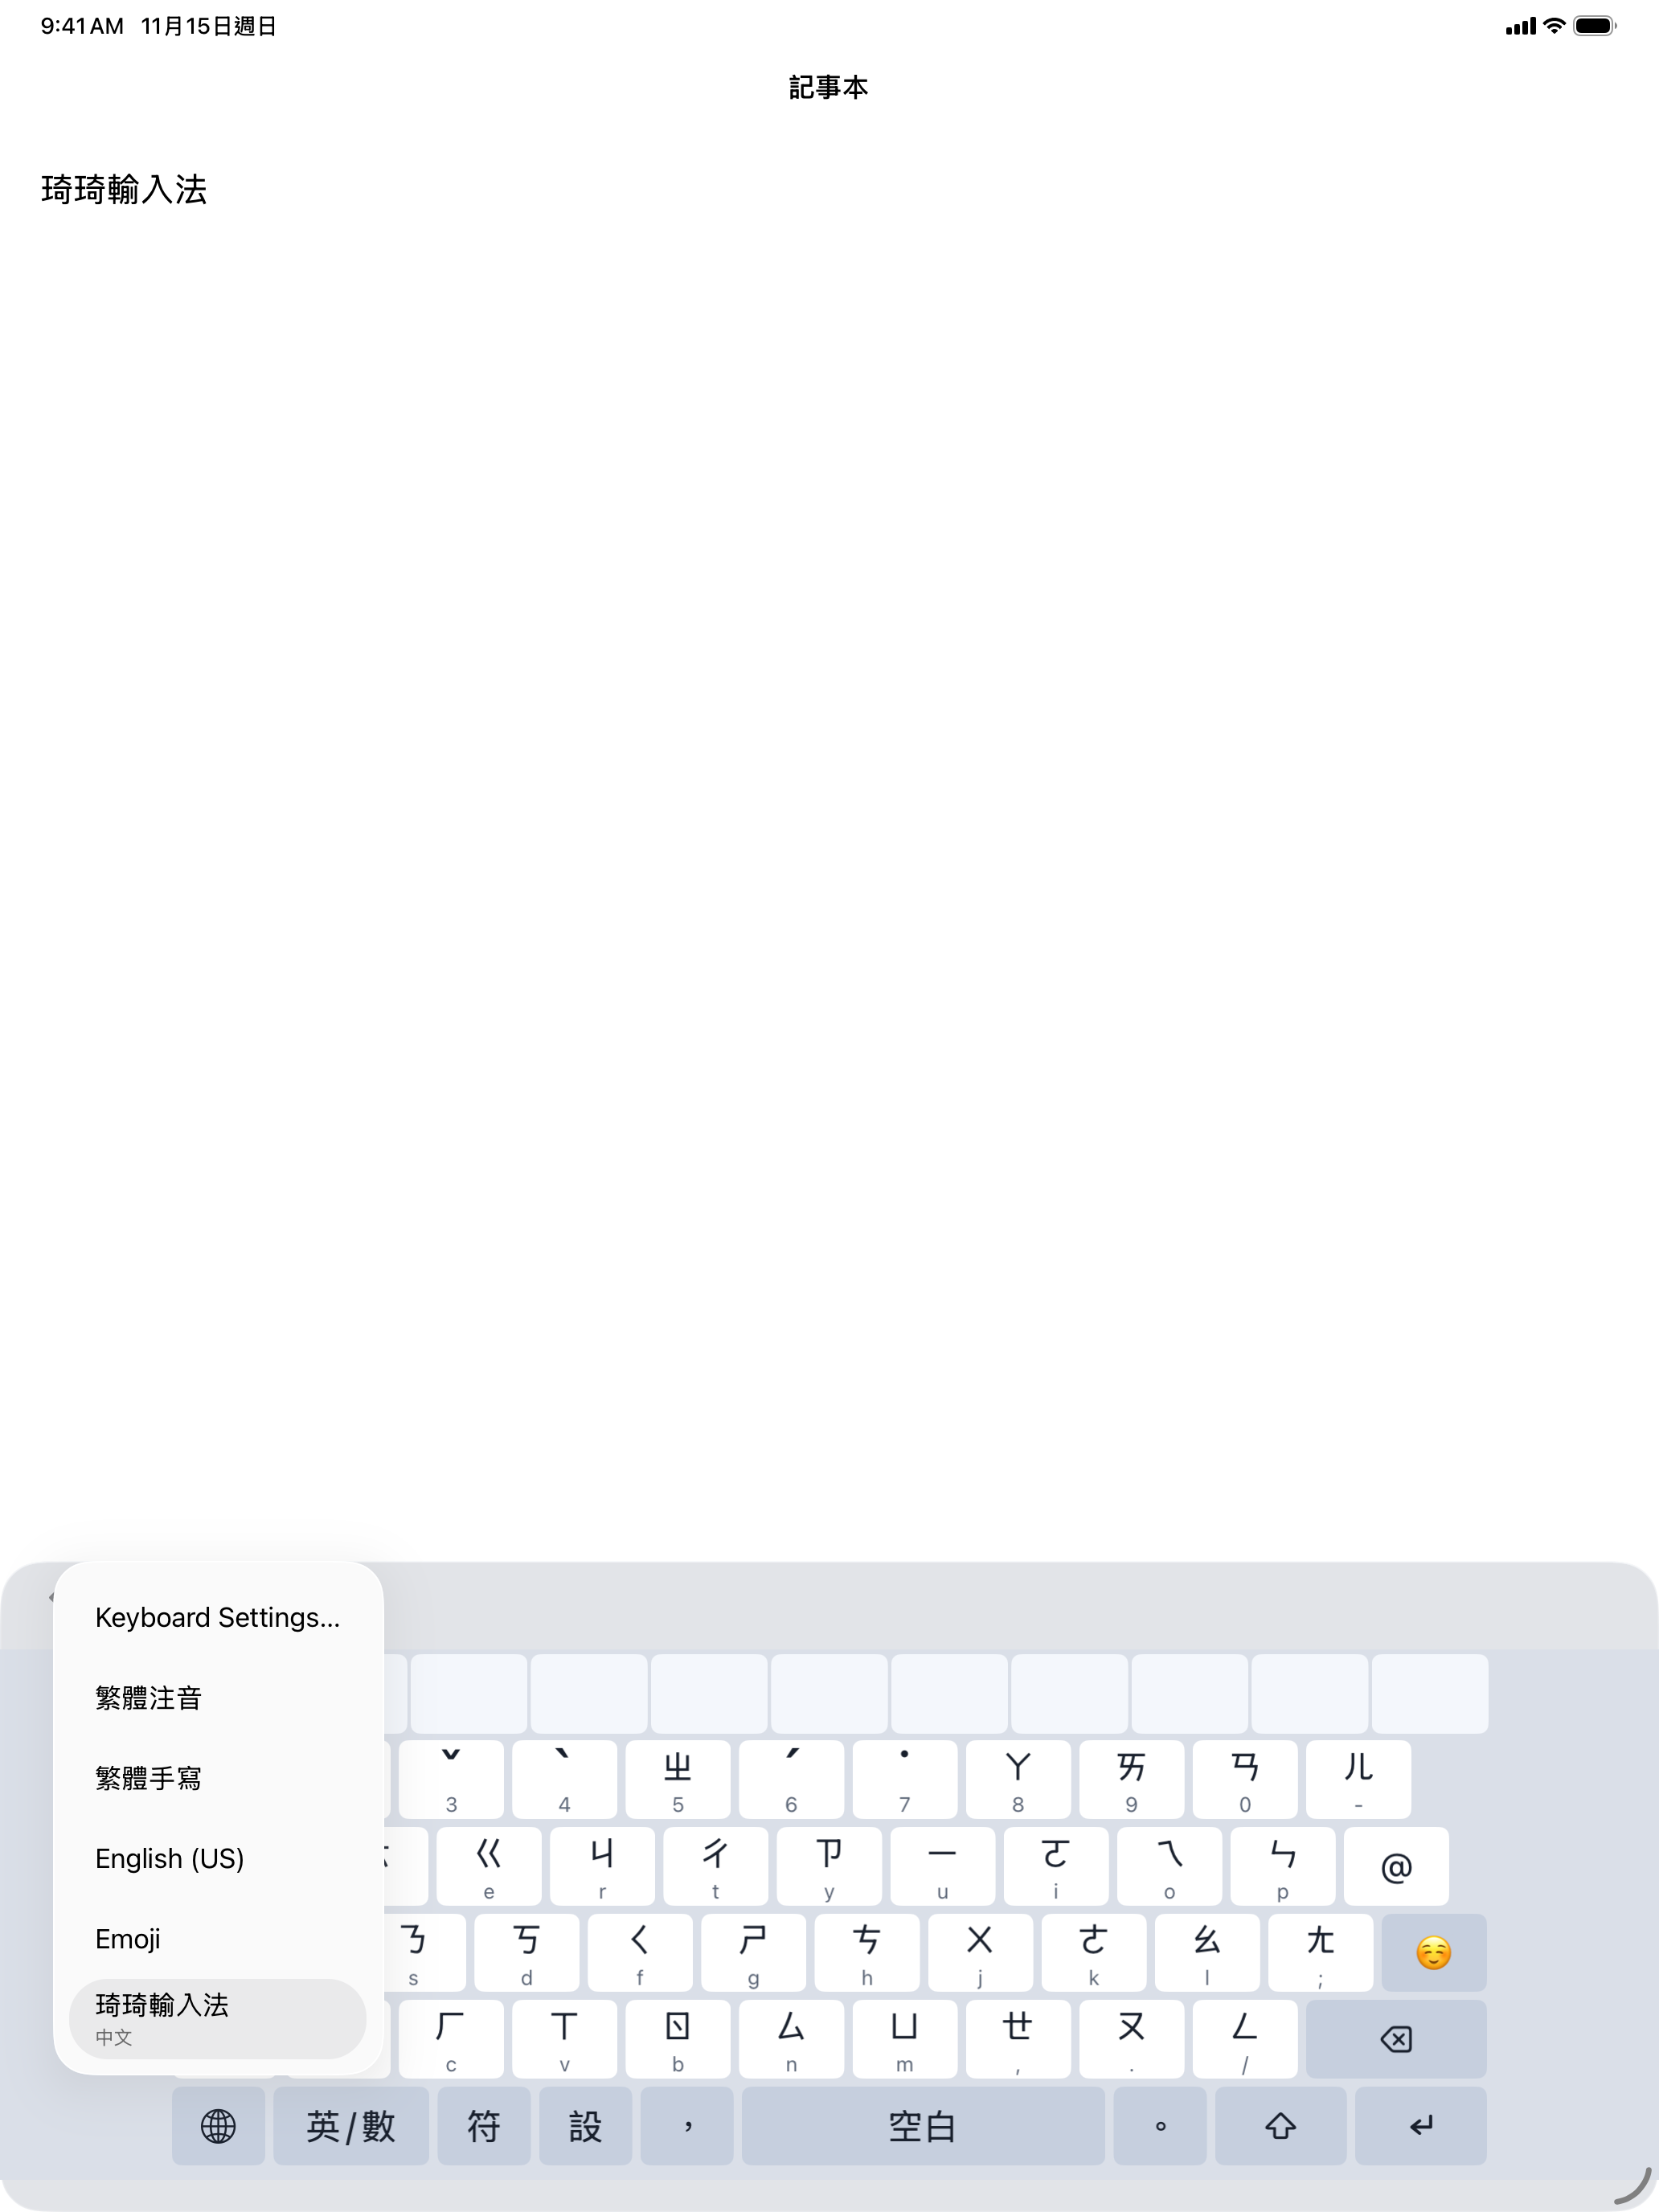 9:41 AM 11月15日週日
記事本
琦琦輸入法
Keyboard Settings...
繁體注音
繁體手寫
English (US)
Emoji
琦琦輸入法
中文
ˇ ˋ ㄓ ˊ ˙ ㄚ ㄞ ㄢ ㄦ
3 4 5 6 7 8 9 0 -
ㄍ ㄐ ㄔ ㄗ ㄧ ㄛ ㄟ ㄣ @
e r t y u i o p
ㄋ ㄎ ㄑ ㄕ ㄘ ㄨ ㄜ ㄠ ㄤ
s d f g h j k l ;
ㄏ ㄒ ㄖ ㄙ ㄩ ㄝ ㄡ ㄥ
c v b n m , . /
英/數 符 設 , 空白 。